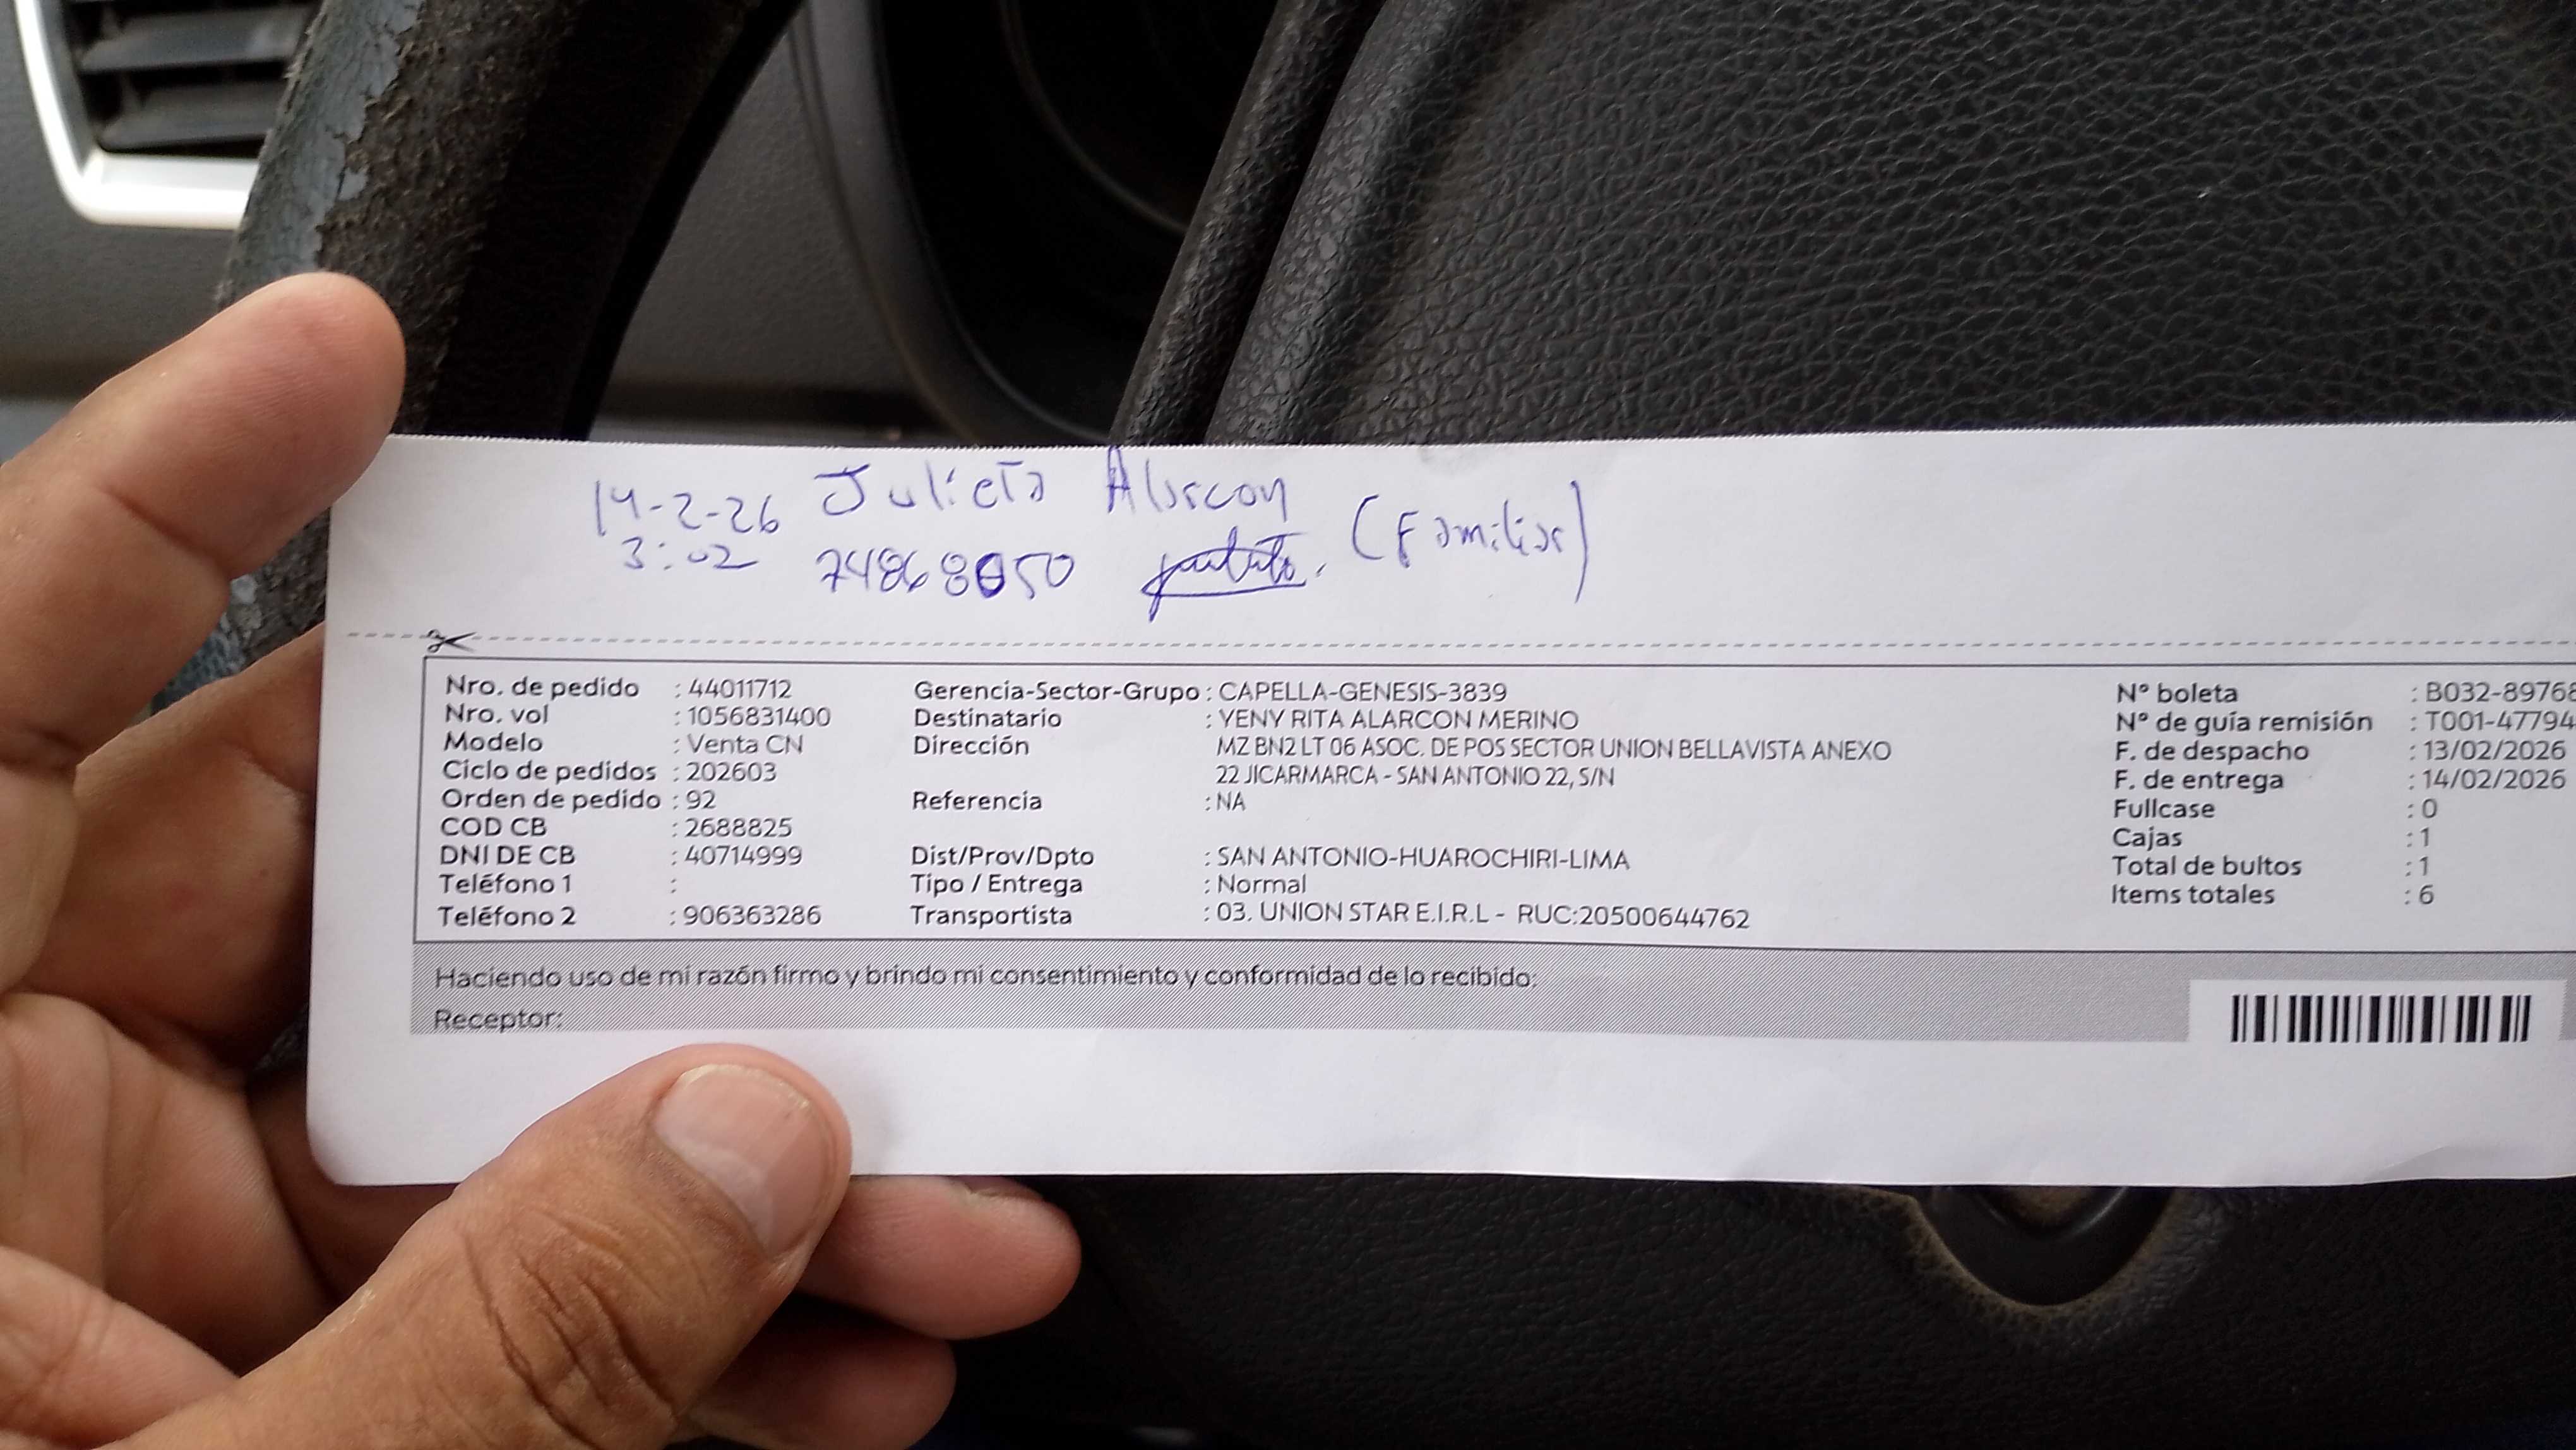 14-2-26 Julieta Alarcon
3:02 74868050 (Familiar)
Nro. de pedido : 44011712
Nro. vol : 1056831400
Modelo : Venta CN
Ciclo de pedidos : 202603
Orden de pedido : 92
COD CB : 2688825
DNI DE CB : 40714999
Teléfono 1 :
Teléfono 2 : 906363286
Gerencia-Sector-Grupo : CAPELLA-GENESIS-3839
Destinatario : YENY RITA ALARCON MERINO
Dirección MZ BN2 LT 06 ASOC. DE POS SECTOR UNION BELLAVISTA ANEXO
22 JICARMARCA - SAN ANTONIO 22, S/N
Referencia : NA
Dist/Prov/Dpto : SAN ANTONIO-HUAROCHIRI-LIMA
Tipo / Entrega : Normal
Transportista : 03. UNION STAR E.I.R.L - RUC:20500644762
N° boleta : B032-89768
N° de guía remisión : T001-47794
F. de despacho : 13/02/2026
F. de entrega : 14/02/2026
Fullcase : 0
Cajas : 1
Total de bultos : 1
Items totales : 6
Haciendo uso de mi razón firmo y brindo mi consentimiento y conformidad de lo recibido:
Receptor: